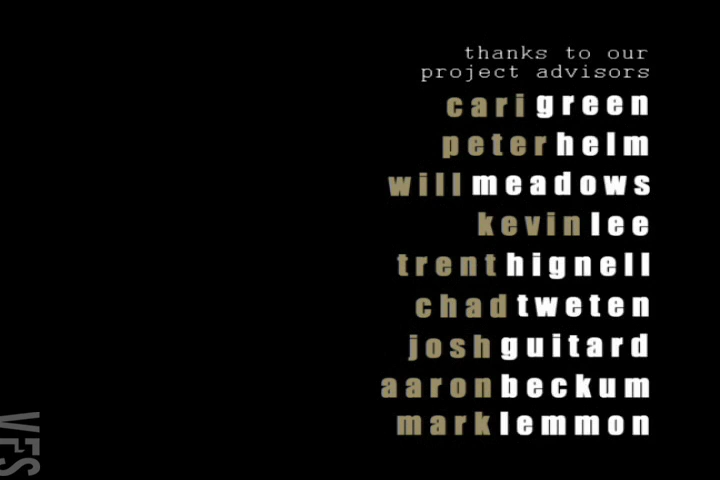 thanks to our
project advisors
cari green
peter helm
will meadows
kevin lee
trent hignell
chad tweten
josh guitard
aaron beckum
mark lemmon
VFS